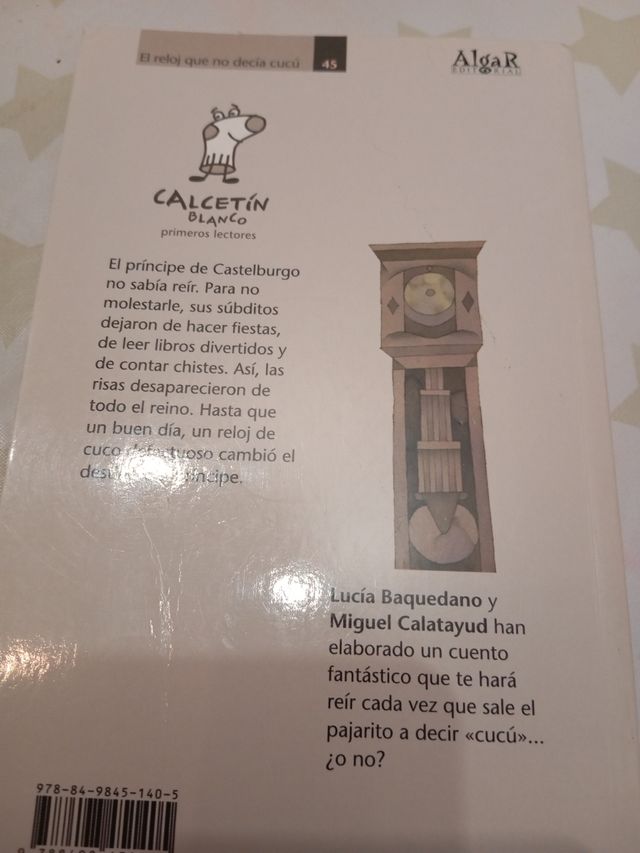 El reloj que no decía cucú 45
AlgaR
EDITORIAL
CALCETÍN
BLANCO
primeros lectores
El príncipe de Castelburgo
no sabía reír. Para no
molestarle, sus súbditos
dejaron de hacer fiestas,
de leer libros divertidos y
de contar chistes. Así, las
risas desaparecieron de
todo el reino. Hasta que
un buen día, un reloj de
cuco defectuoso cambió el
príncipe.
Lucía Baquedano y
Miguel Calatayud han
elaborado un cuento
fantástico que te hará
reír cada vez que sale el
pajarito a decir «cucú»...
¿o no?
978-84-9845-140-5